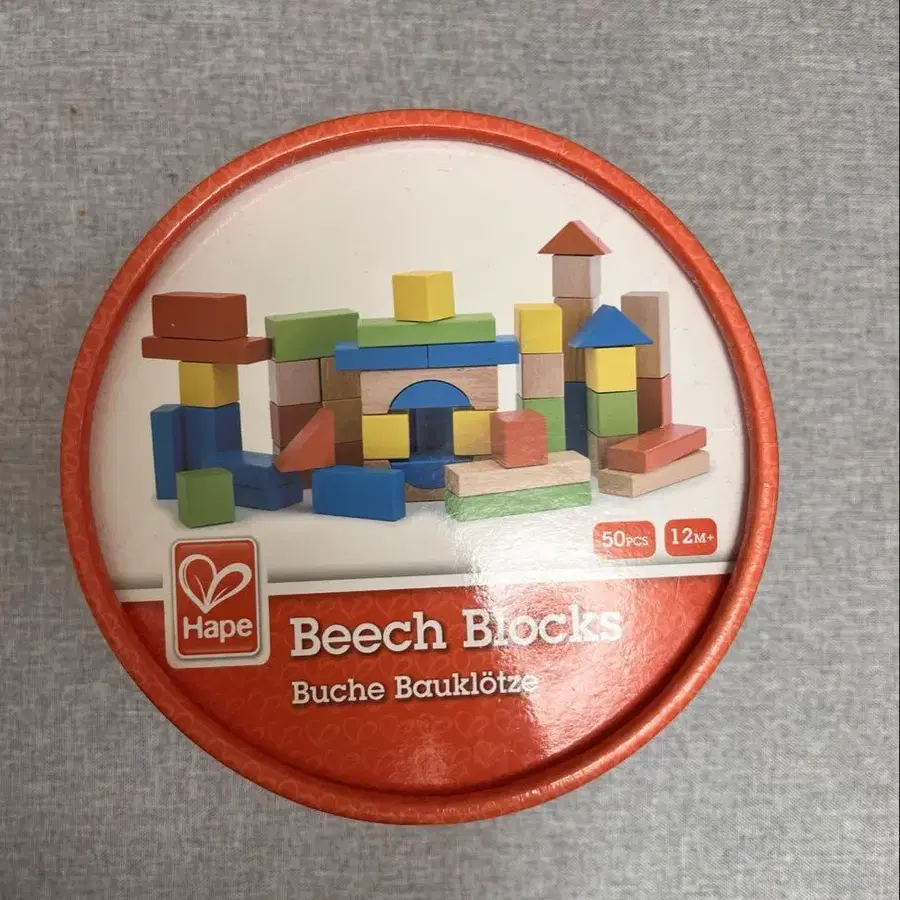 50PCS
12M+
Hape
Beech Blocks
Buche Bauklötze